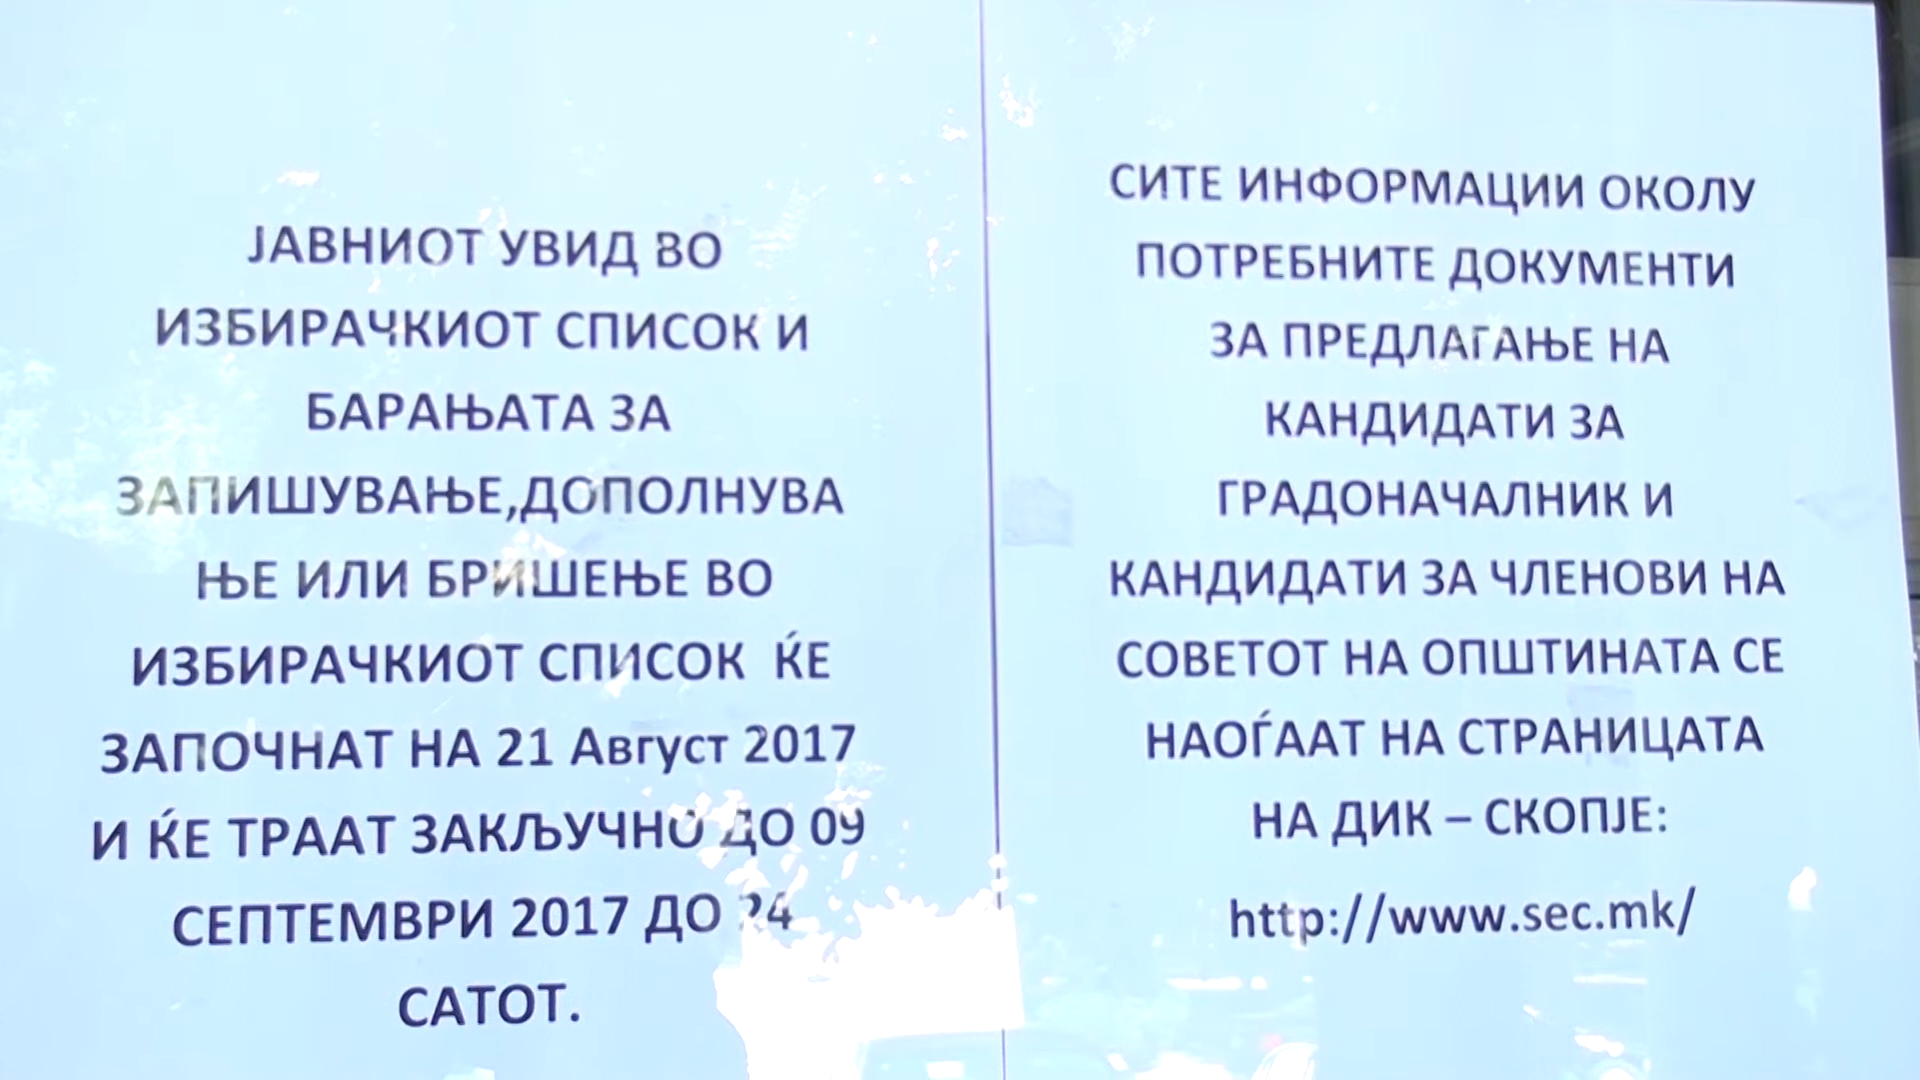 ЈАВНИОТ УВИД ВО
ИЗБИРАЧКИОТ СПИСОК И
БАРАЊАТА ЗА
ЗАПИШУВАЊЕ,ДОПОЛНУВА
ЊЕ ИЛИ БРИШЕЊЕ ВО
ИЗБИРАЧКИОТ СПИСОК ЌЕ
ЗАПОЧНАТ НА 21 Август 2017
И ЌЕ ТРААТ ЗАКЉУЧНО ДО 09
СЕПТЕМВРИ 2017 ДО 24
САТОТ.
СИТЕ ИНФОРМАЦИИ ОКОЛУ
ПОТРЕБНИТЕ ДОКУМЕНТИ
ЗА ПРЕДЛАГАЊЕ НА
КАНДИДАТИ ЗА
ГРАДОНАЧАЛНИК И
КАНДИДАТИ ЗА ЧЛЕНОВИ НА
СОВЕТОТ НА ОПШТИНАТА СЕ
НАОЃААТ НА СТРАНИЦАТА
НА ДИК – СКОПЈЕ:
http://www.sec.mk/